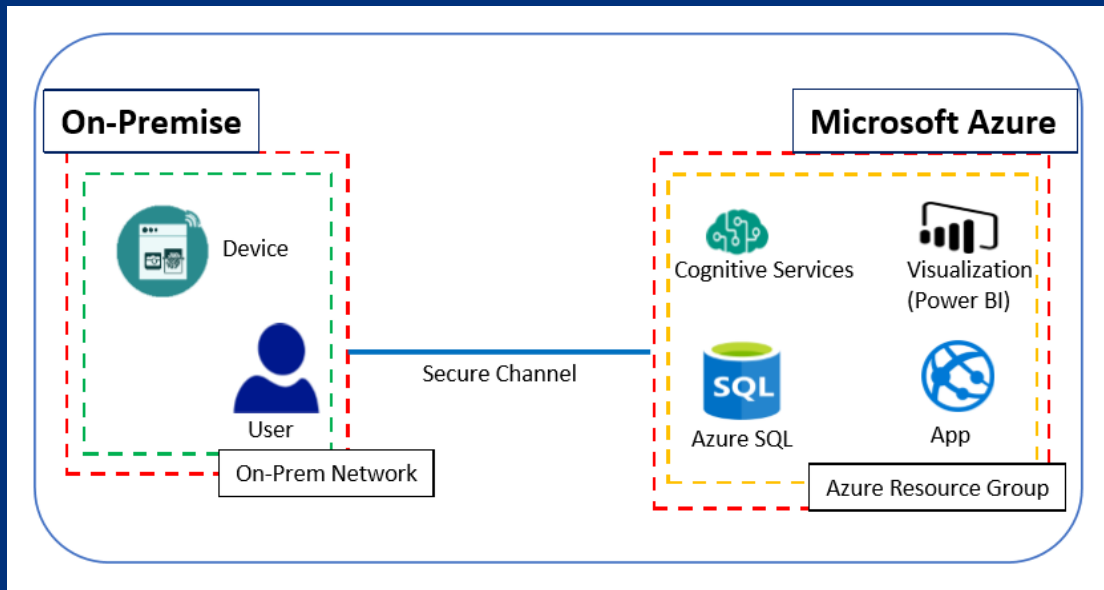 On-Premise
Microsoft Azure
Device
User
On-Prem Network
Secure Channel
Cognitive Services
Visualization
(Power BI)
SQL
Azure SQL
App
Azure Resource Group